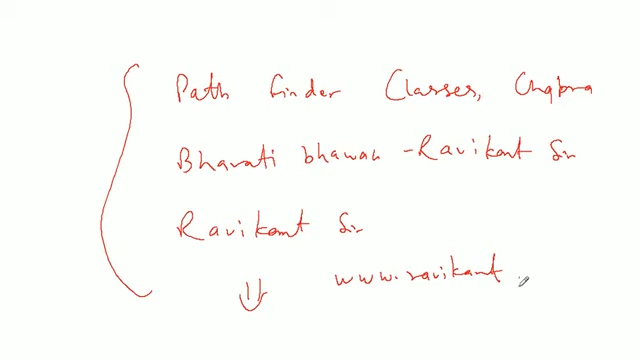 Path finder Classes, Chapra
Bharati bhawan - Ravikant Sir
Ravikant Sir
www.ravikant